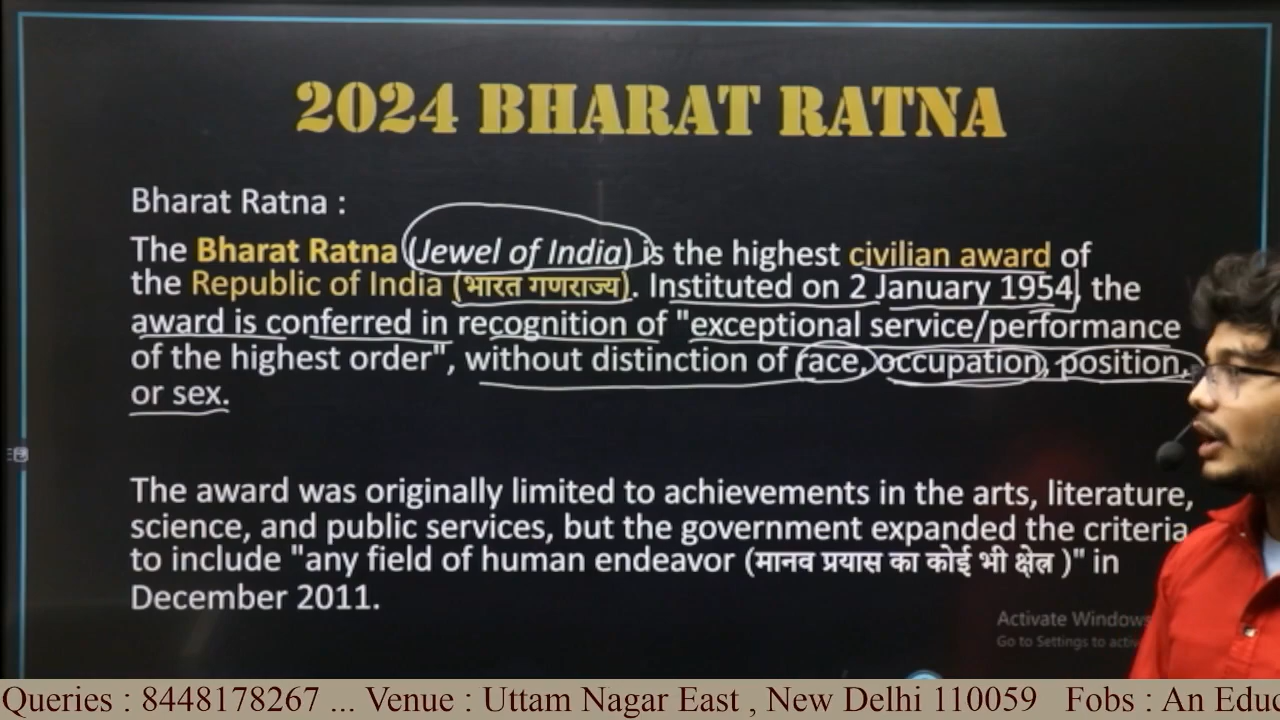 2024 BHARAT RATNA
Bharat Ratna :
The Bharat Ratna (Jewel of India) is the highest civilian award of
the Republic of India (भारत गणराज्य). Instituted on 2 January 1954, the
award is conferred in recognition of "exceptional service/performance
of the highest order", without distinction of race, occupation, position,
or sex.
The award was originally limited to achievements in the arts, literature,
science, and public services, but the government expanded the criteria
to include "any field of human endeavor (मानव प्रयास का कोई भी क्षेत्र )" in
December 2011.
Activate Windows
Go to Settings to
Queries : 8448178267 ... Venue : Uttam Nagar East , New Delhi 110059 Fobs : An